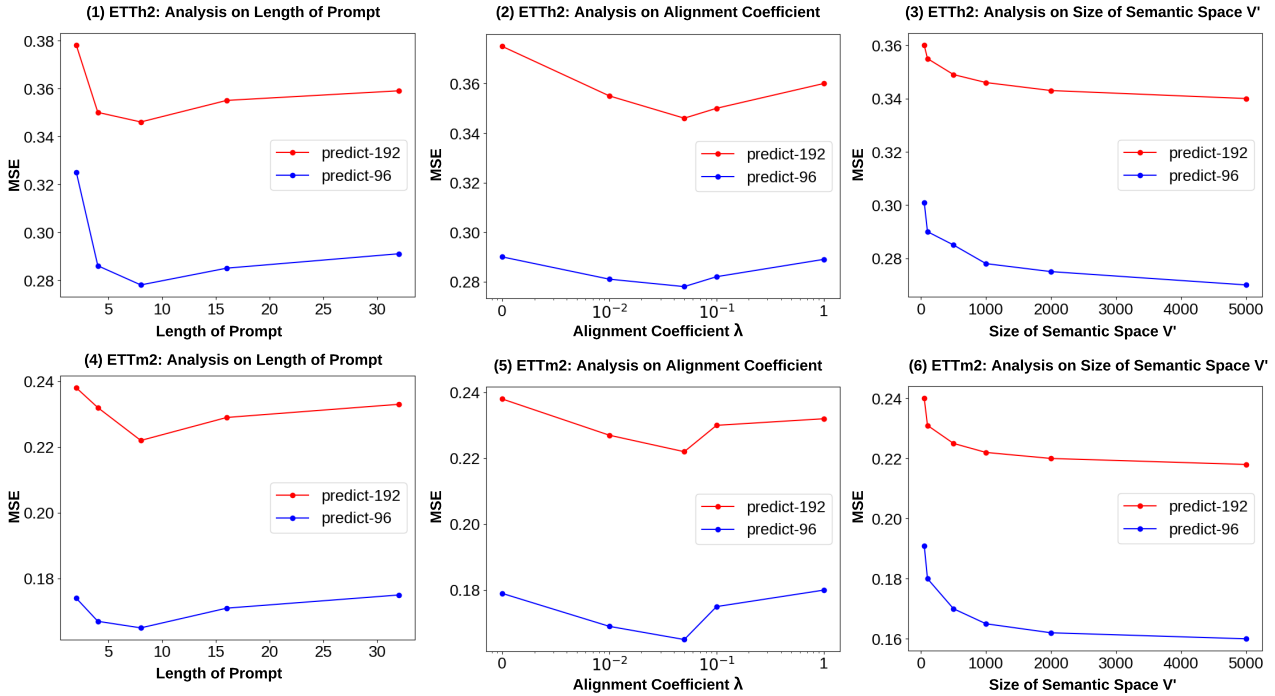 (1) ETTh2: Analysis on Length of Prompt
0.38
0.36
0.34
0.32
0.30
0.28
MSE
predict-192
predict-96
5 10 15 20 25 30
Length of Prompt
(2) ETTh2: Analysis on Alignment Coefficient
0.36
0.34
0.32
0.30
0.28
MSE
predict-192
predict-96
0 10⁻² 10⁻¹ 1
Alignment Coefficient λ
(3) ETTh2: Analysis on Size of Semantic Space V'
0.36
0.34
0.32
0.30
0.28
MSE
predict-192
predict-96
0 1000 2000 3000 4000 5000
Size of Semantic Space V'
(4) ETTm2: Analysis on Length of Prompt
0.24
0.22
0.20
0.18
MSE
predict-192
predict-96
5 10 15 20 25 30
Length of Prompt
(5) ETTm2: Analysis on Alignment Coefficient
0.24
0.22
0.20
0.18
MSE
predict-192
predict-96
0 10⁻² 10⁻¹ 1
Alignment Coefficient λ
(6) ETTm2: Analysis on Size of Semantic Space V'
0.24
0.22
0.20
0.18
0.16
MSE
predict-192
predict-96
0 1000 2000 3000 4000 5000
Size of Semantic Space V'